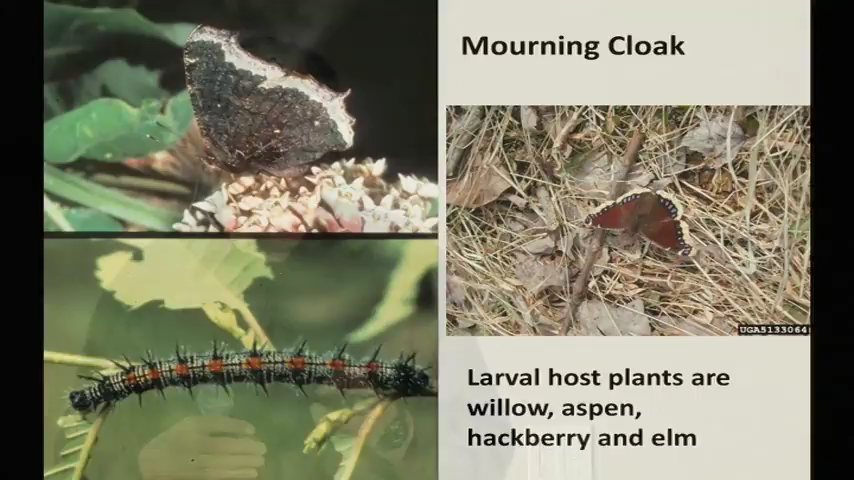 Mourning Cloak
UGA5133064
Larval host plants are
willow, aspen,
hackberry and elm